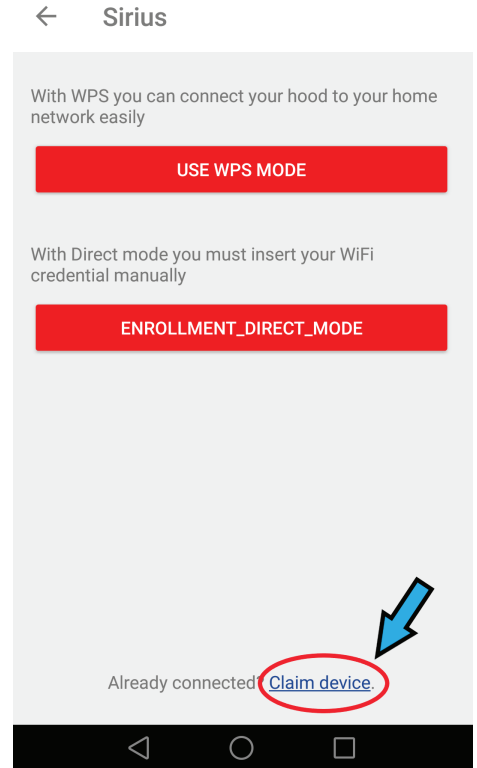 Sirius
With WPS you can connect your hood to your home
network easily
USE WPS MODE
With Direct mode you must insert your WiFi
credential manually
ENROLLMENT_DIRECT_MODE
Already connected? Claim device.